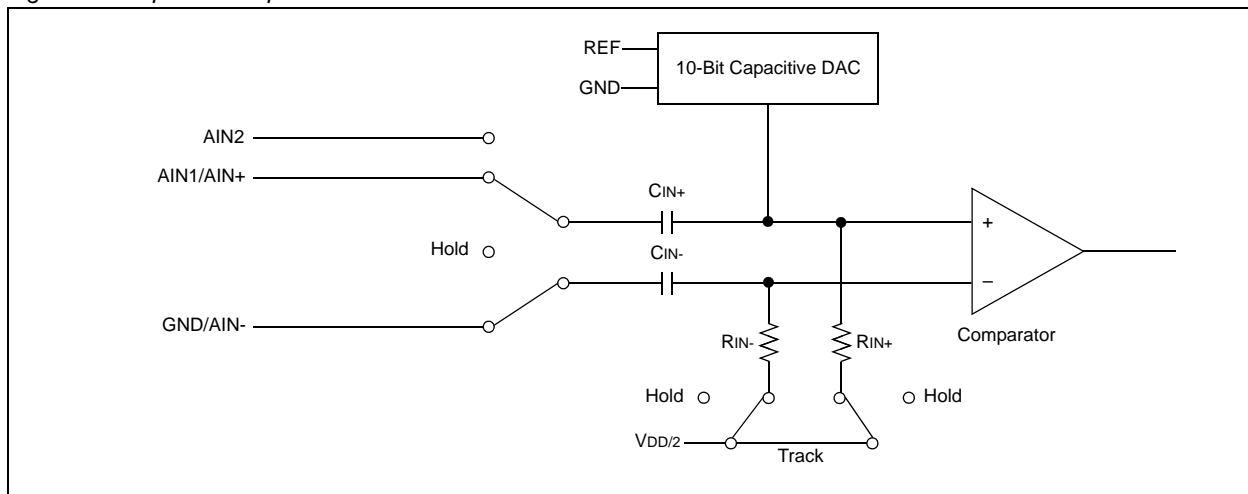 REF
10-Bit Capacitive DAC
GND
AIN2
AIN1/AIN+
CIN+
Hold
CIN-
+
−
GND/AIN-
RIN-
RIN+
Comparator
Hold
Hold
VDD/2
Track